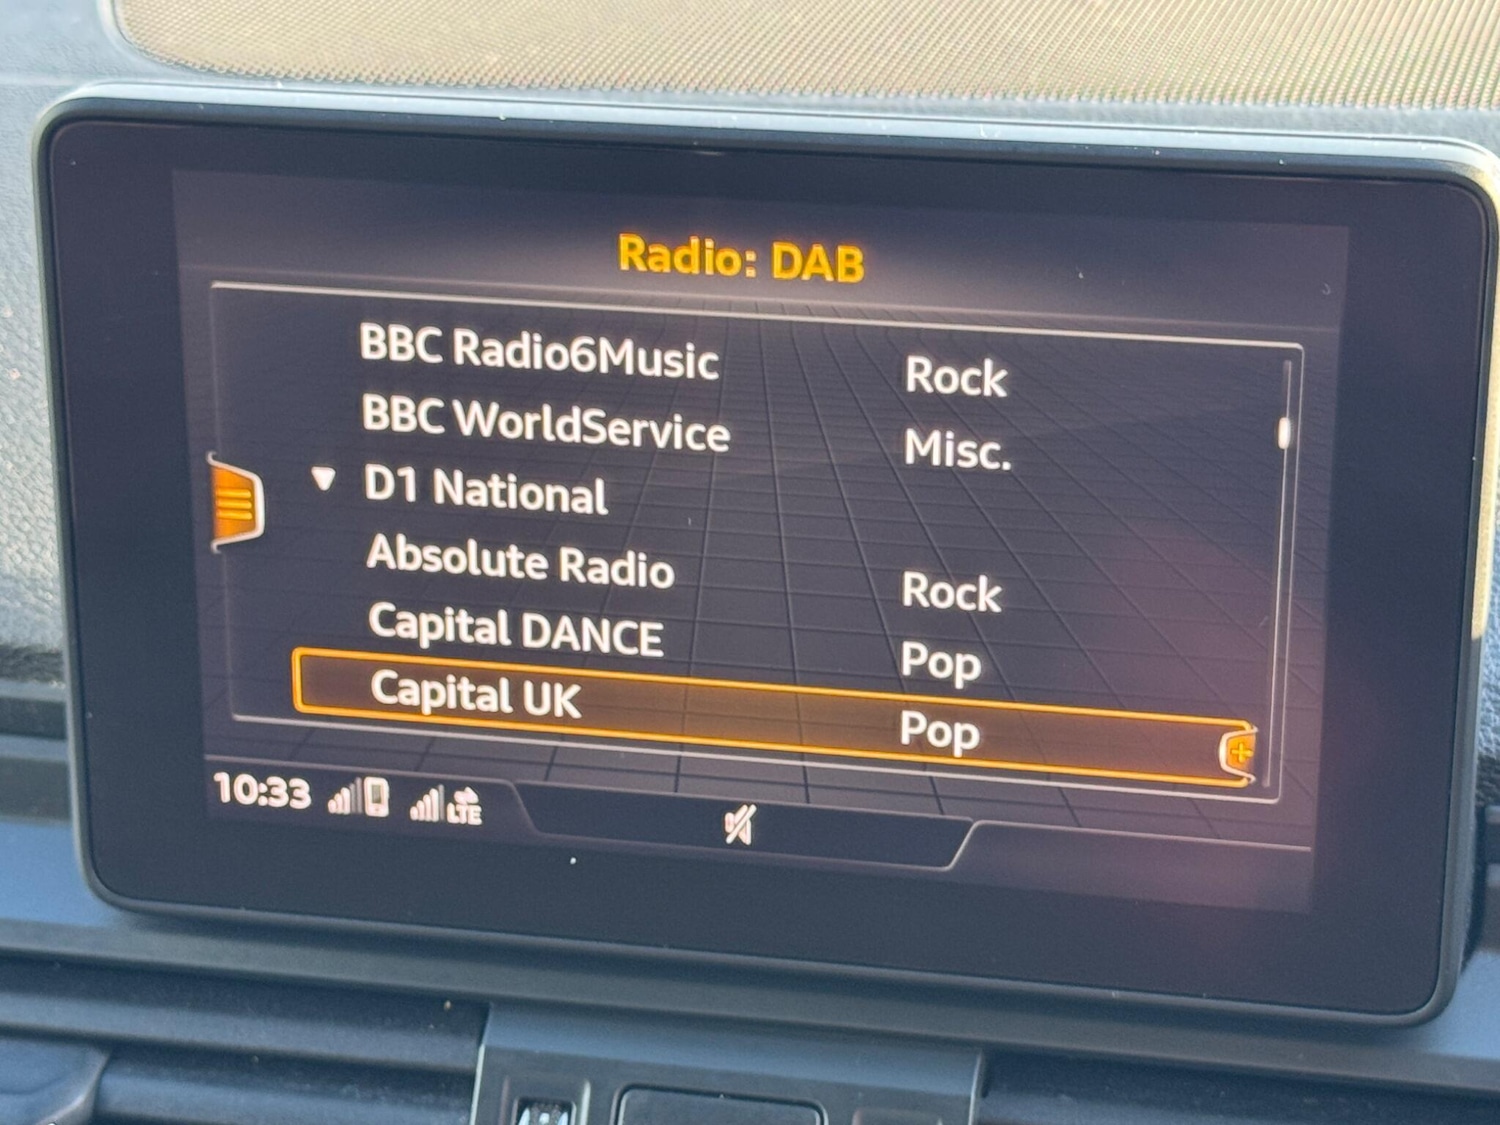 Radio: DAB
BBC Radio6Music Rock
BBC WorldService Misc.
D1 National
Absolute Radio Rock
Capital DANCE Pop
Capital UK Pop
10:33 LTE